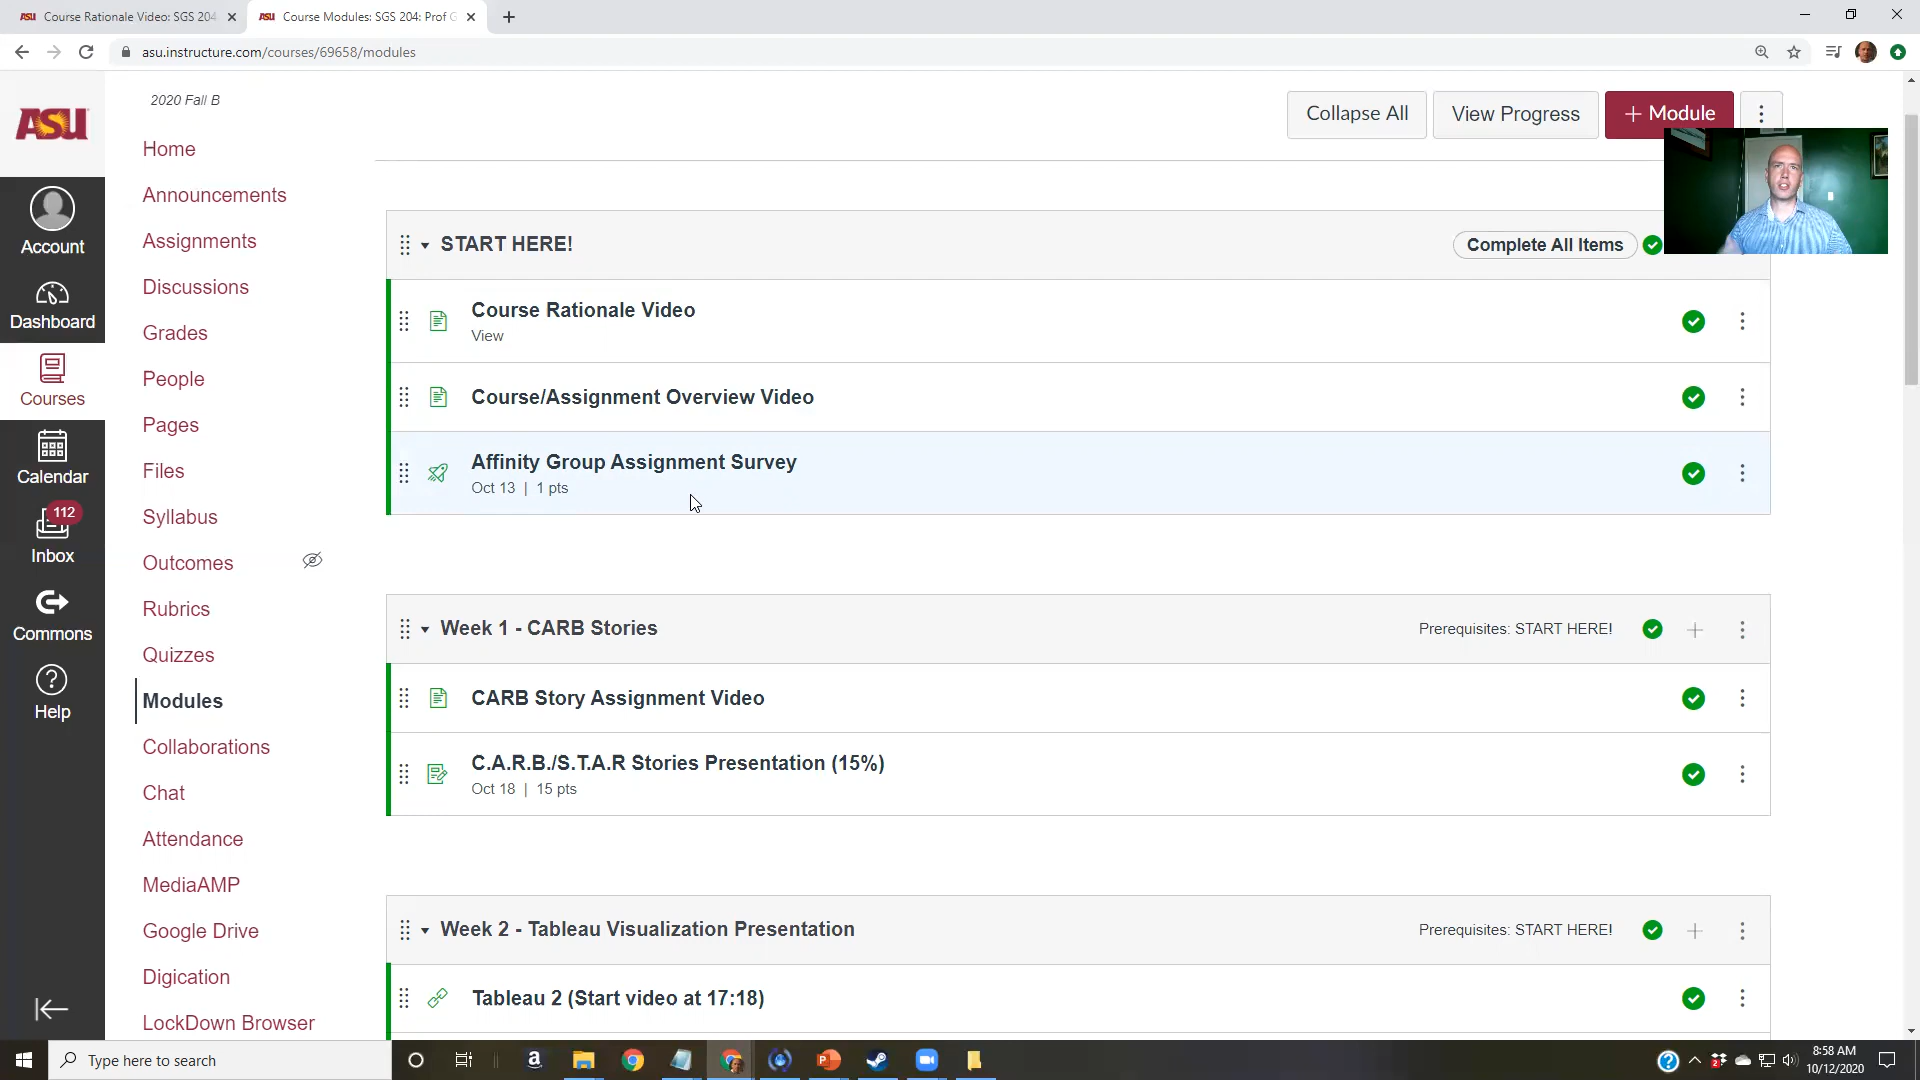 ASU Course Rationale Video: SGS 204
ASU Course Modules: SGS 204: Prof G
asu.instructure.com/courses/69658/modules
ASU
Account
Dashboard
Courses
Calendar
112
Inbox
Commons
Help
2020 Fall B
Home
Announcements
Assignments
Discussions
Grades
People
Pages
Files
Syllabus
Outcomes
Rubrics
Quizzes
Modules
Collaborations
Chat
Attendance
MediaAMP
Google Drive
Digication
LockDown Browser
Collapse All
View Progress
+ Module
START HERE!
Complete All Items
Course Rationale Video
View
Course/Assignment Overview Video
Affinity Group Assignment Survey
Oct 13 | 1 pts
Week 1 - CARB Stories
Prerequisites: START HERE!
CARB Story Assignment Video
C.A.R.B./S.T.A.R Stories Presentation (15%)
Oct 18 | 15 pts
Week 2 - Tableau Visualization Presentation
Prerequisites: START HERE!
Tableau 2 (Start video at 17:18)
Type here to search
8:58 AM
10/12/2020